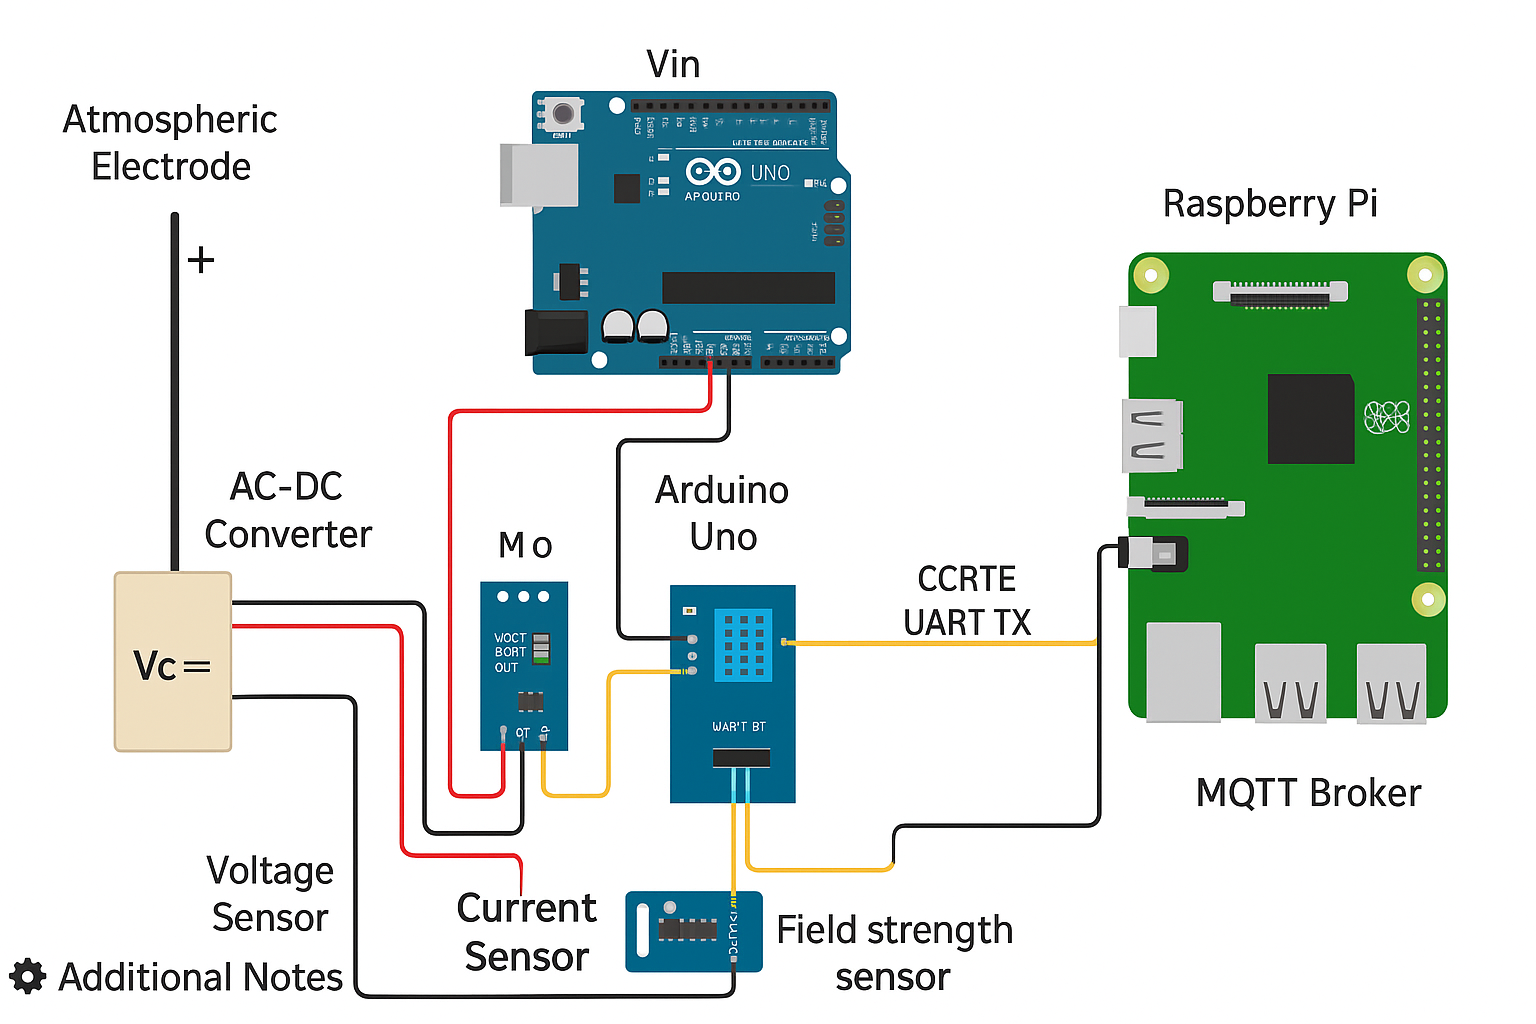 Vin
Atmospheric
Electrode
+
UNO
APOUIRO
Raspberry Pi
AC-DC
Converter
Mo
Arduino
Uno
CCRTE
UART TX
WOCT
BORT
OUT
OT
Vc=
WAR'T BT
MQTT Broker
Voltage
Sensor
Current
Sensor
Field strength
sensor
Additional Notes